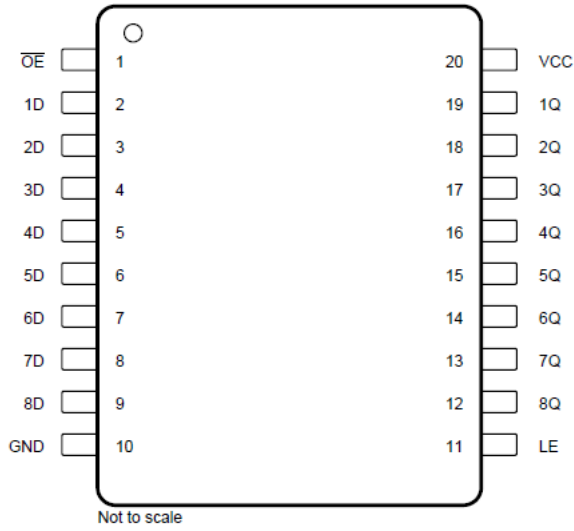 O̅E̅ 1 20 VCC
1D 2 19 1Q
2D 3 18 2Q
3D 4 17 3Q
4D 5 16 4Q
5D 6 15 5Q
6D 7 14 6Q
7D 8 13 7Q
8D 9 12 8Q
GND 10 11 LE
Not to scale